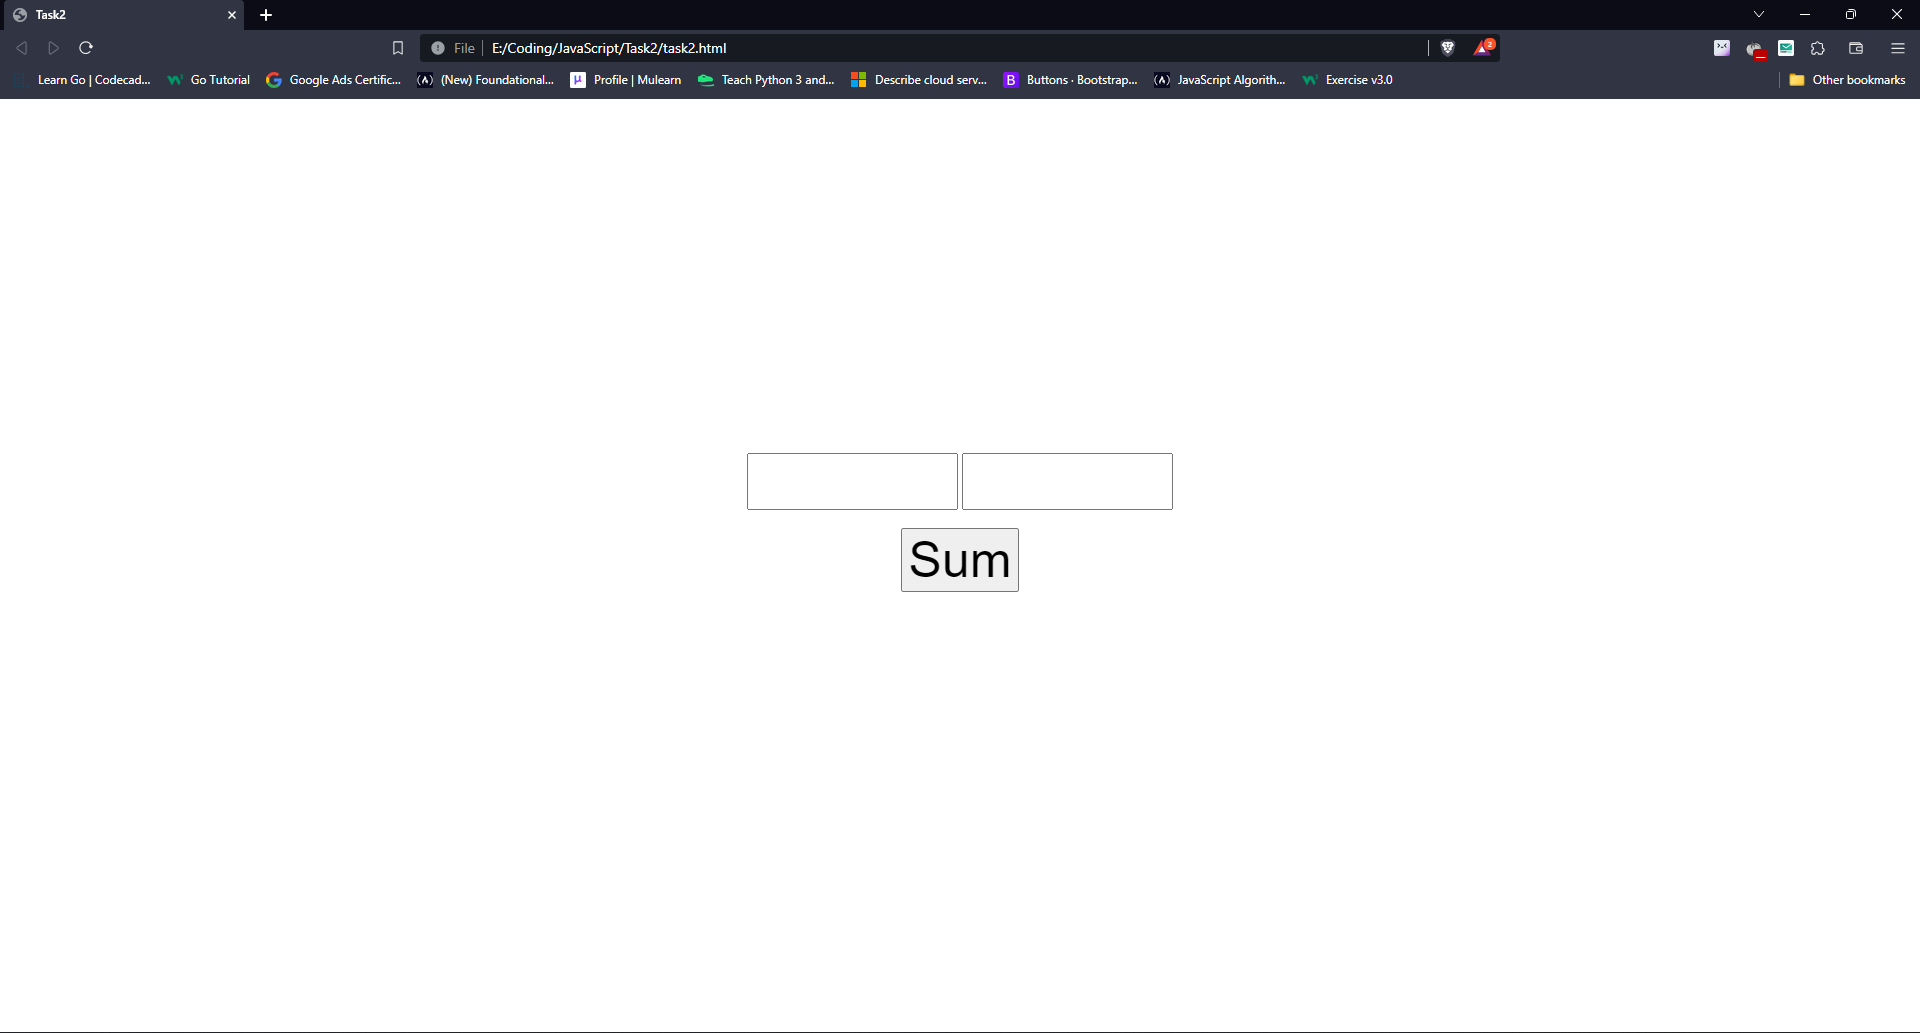 Task2
File E:/Coding/JavaScript/Task2/task2.html
2
Learn Go | Codecad... Go Tutorial Google Ads Certific... (New) Foundational... Profile | Mulearn Teach Python 3 and... Describe cloud serv... B Buttons · Bootstrap... JavaScript Algorith... Exercise v3.0 Other bookmarks
Sum